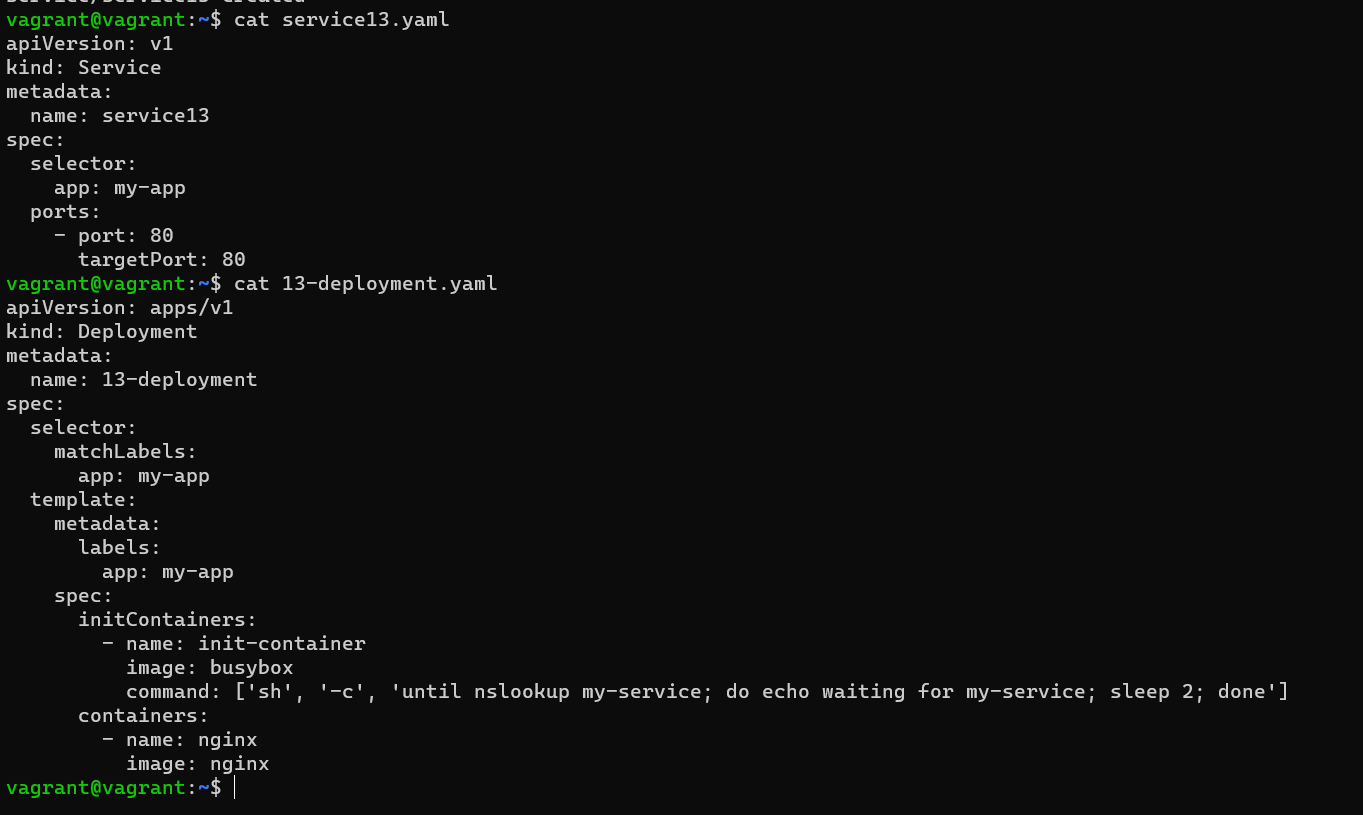 service/service13 created
vagrant@vagrant:~$ cat service13.yaml
apiVersion: v1
kind: Service
metadata:
  name: service13
spec:
  selector:
    app: my-app
  ports:
    - port: 80
      targetPort: 80
vagrant@vagrant:~$ cat 13-deployment.yaml
apiVersion: apps/v1
kind: Deployment
metadata:
  name: 13-deployment
spec:
  selector:
    matchLabels:
      app: my-app
  template:
    metadata:
      labels:
        app: my-app
    spec:
      initContainers:
        - name: init-container
          image: busybox
          command: ['sh', '-c', 'until nslookup my-service; do echo waiting for my-service; sleep 2; done']
      containers:
        - name: nginx
          image: nginx
vagrant@vagrant:~$